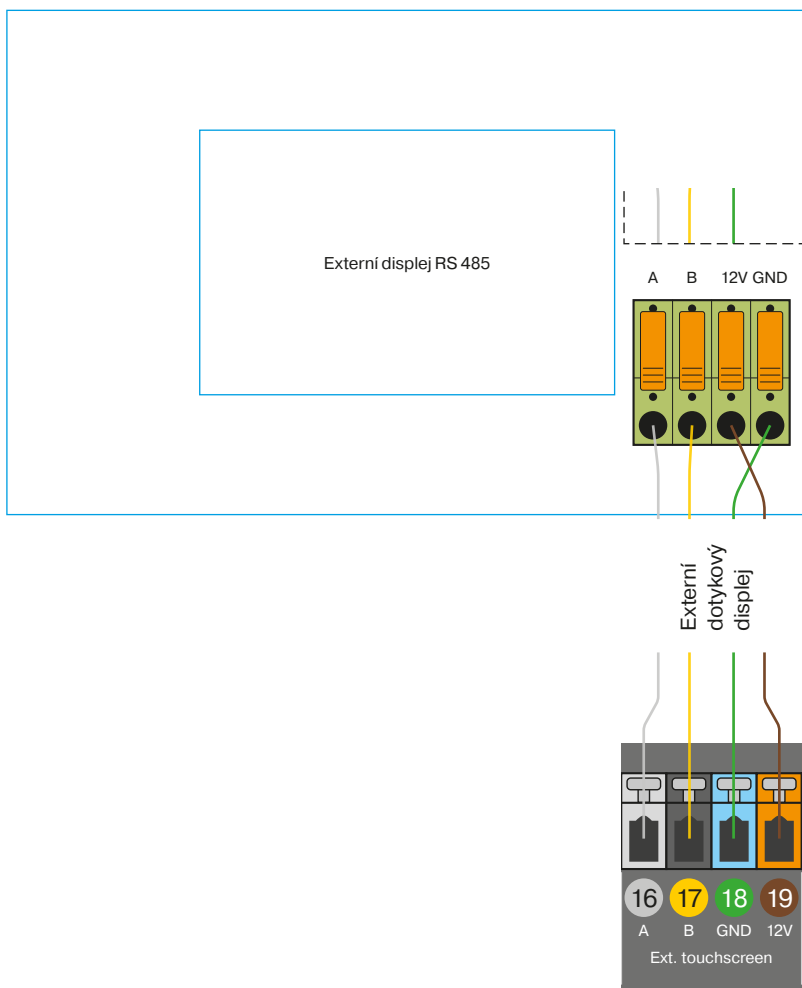 Externí displej RS 485
A B 12V GND
Externí
dotykový
displej
16 17 18 19
A B GND 12V
Ext. touchscreen